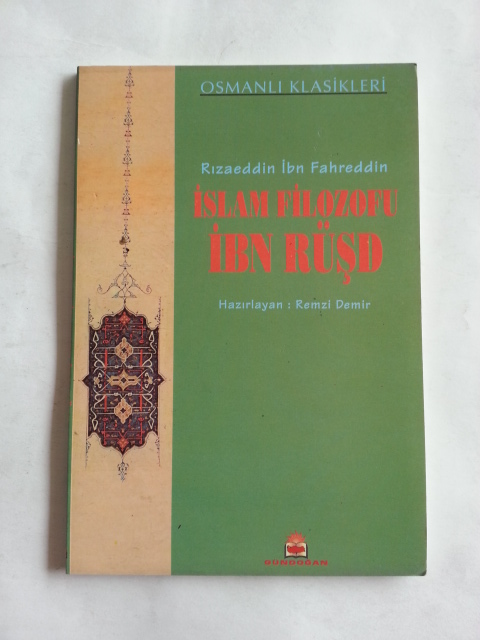 OSMANLI KLASİKLERİ
Rızaeddin İbn Fahreddin
İSLAM FİLOZOFU
İBN RÜŞD
Hazırlayan : Remzi Demir
GÜNDOĞAN